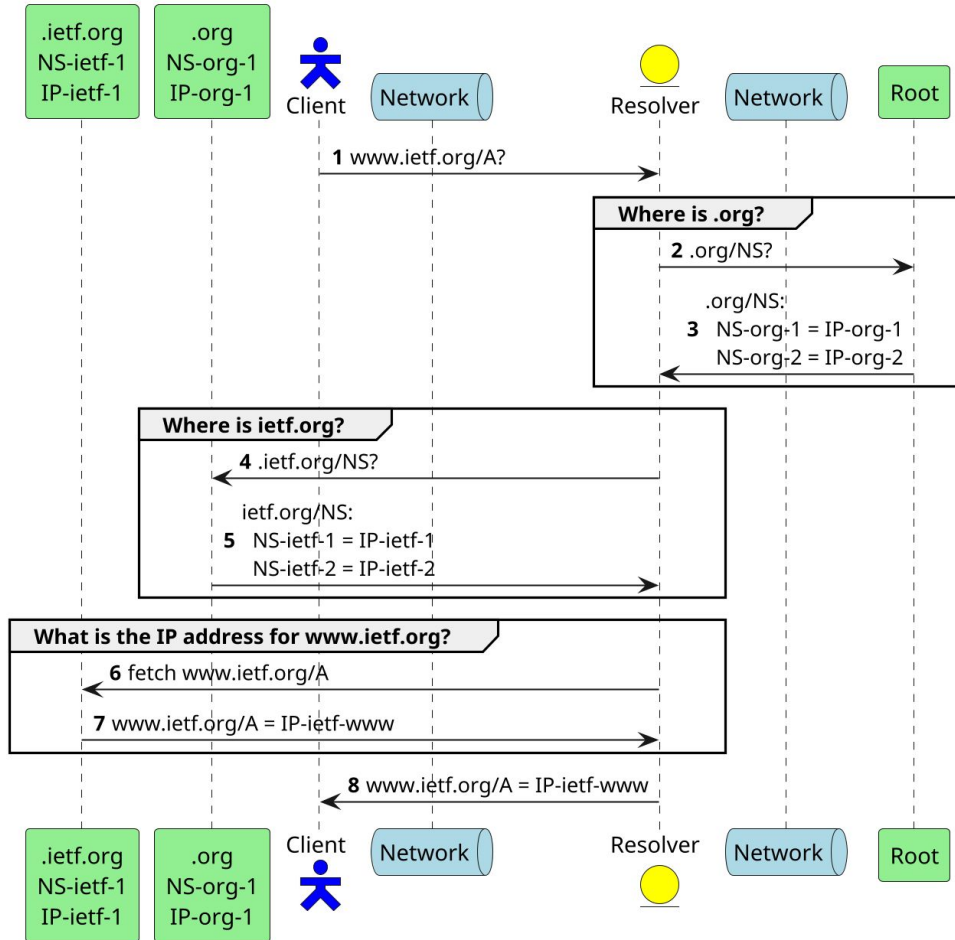 .ietf.org
NS-ietf-1
IP-ietf-1
.org
NS-org-1
IP-org-1
Client
Network
Resolver
Network
Root
1 www.ietf.org/A?
Where is .org?
2 .org/NS?
.org/NS:
3 NS-org-1 = IP-org-1
NS-org-2 = IP-org-2
Where is ietf.org?
4 .ietf.org/NS?
ietf.org/NS:
5 NS-ietf-1 = IP-ietf-1
NS-ietf-2 = IP-ietf-2
What is the IP address for www.ietf.org?
6 fetch www.ietf.org/A
7 www.ietf.org/A = IP-ietf-www
8 www.ietf.org/A = IP-ietf-www
.ietf.org
NS-ietf-1
IP-ietf-1
.org
NS-org-1
IP-org-1
Client
Network
Resolver
Network
Root